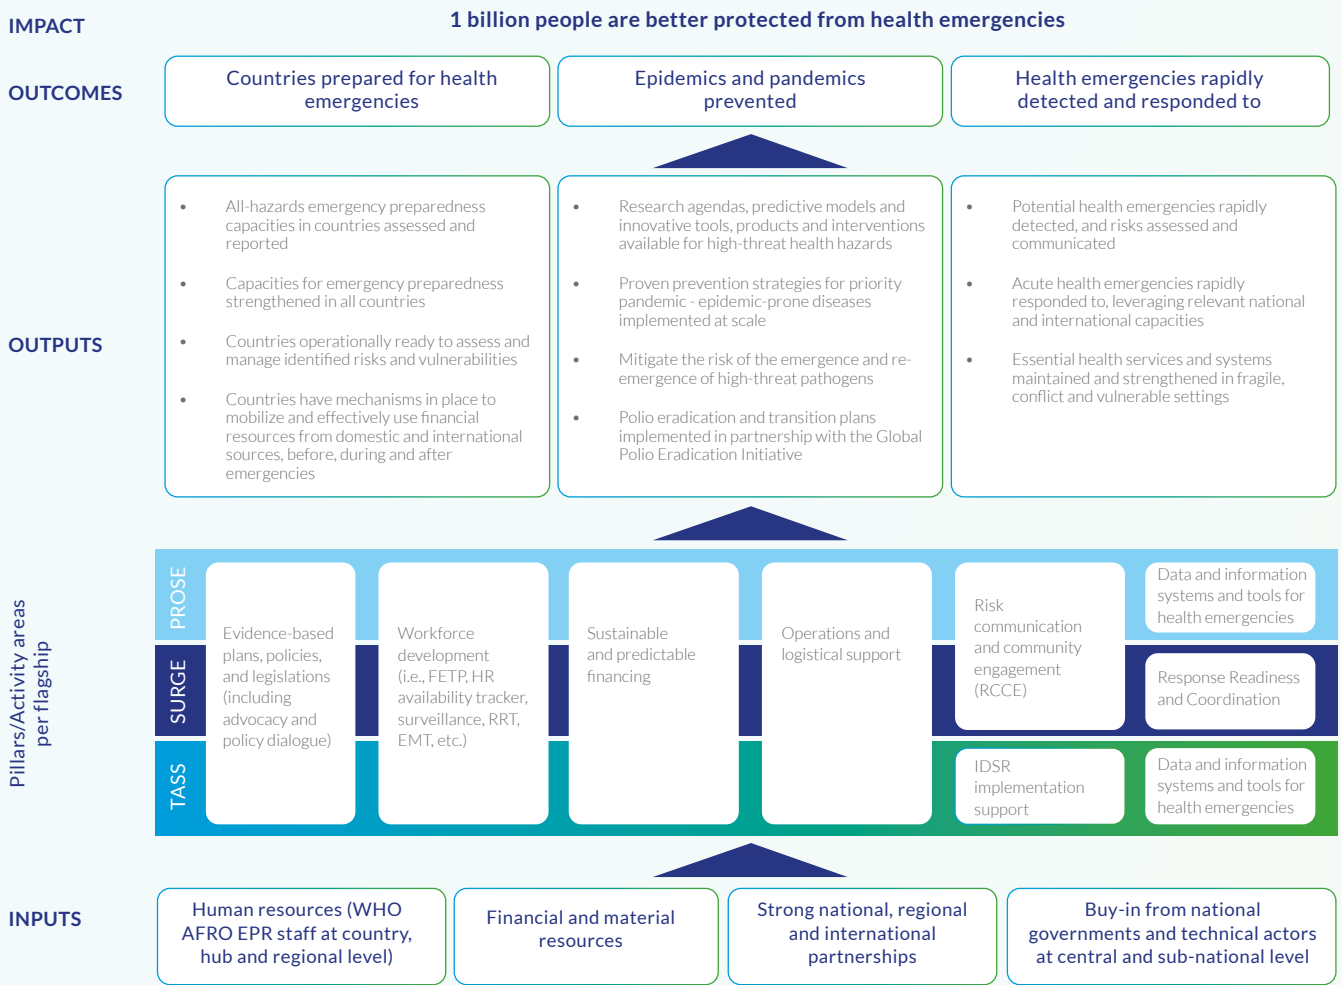 IMPACT
1 billion people are better protected from health emergencies
OUTCOMES
Countries prepared for health
emergencies
Epidemics and pandemics
prevented
Health emergencies rapidly
detected and responded to
OUTPUTS
• All-hazards emergency preparedness
capacities in countries assessed and
reported
• Capacities for emergency preparedness
strengthened in all countries
• Countries operationally ready to assess and
manage identified risks and vulnerabilities
• Countries have mechanisms in place to
mobilize and effectively use financial
resources from domestic and international
sources, before, during and after
emergencies
• Research agendas, predictive models and
innovative tools, products and interventions
available for high-threat health hazards
• Proven prevention strategies for priority
pandemic - epidemic-prone diseases
implemented at scale
• Mitigate the risk of the emergence and re-
emergence of high-threat pathogens
• Polio eradication and transition plans
implemented in partnership with the Global
Polio Eradication Initiative
• Potential health emergencies rapidly
detected, and risks assessed and
communicated
• Acute health emergencies rapidly
responded to, leveraging relevant national
and international capacities
• Essential health services and systems
maintained and strengthened in fragile,
conflict and vulnerable settings
Pillars/Activity areas
per flagship
PROSE
SURGE
TASS
Evidence-based
plans, policies,
and legislations
(including
advocacy and
policy dialogue)
Workforce
development
(i.e., FETP, HR
availability tracker,
surveillance, RRT,
EMT, etc.)
Sustainable
and predictable
financing
Operations and
logistical support
Risk
communication
and community
engagement
(RCCE)
Data and information
systems and tools for
health emergencies
Response Readiness
and Coordination
IDSR
implementation
support
Data and information
systems and tools for
health emergencies
INPUTS
Human resources (WHO
AFRO EPR staff at country,
hub and regional level)
Financial and material
resources
Strong national, regional
and international
partnerships
Buy-in from national
governments and technical actors
at central and sub-national level